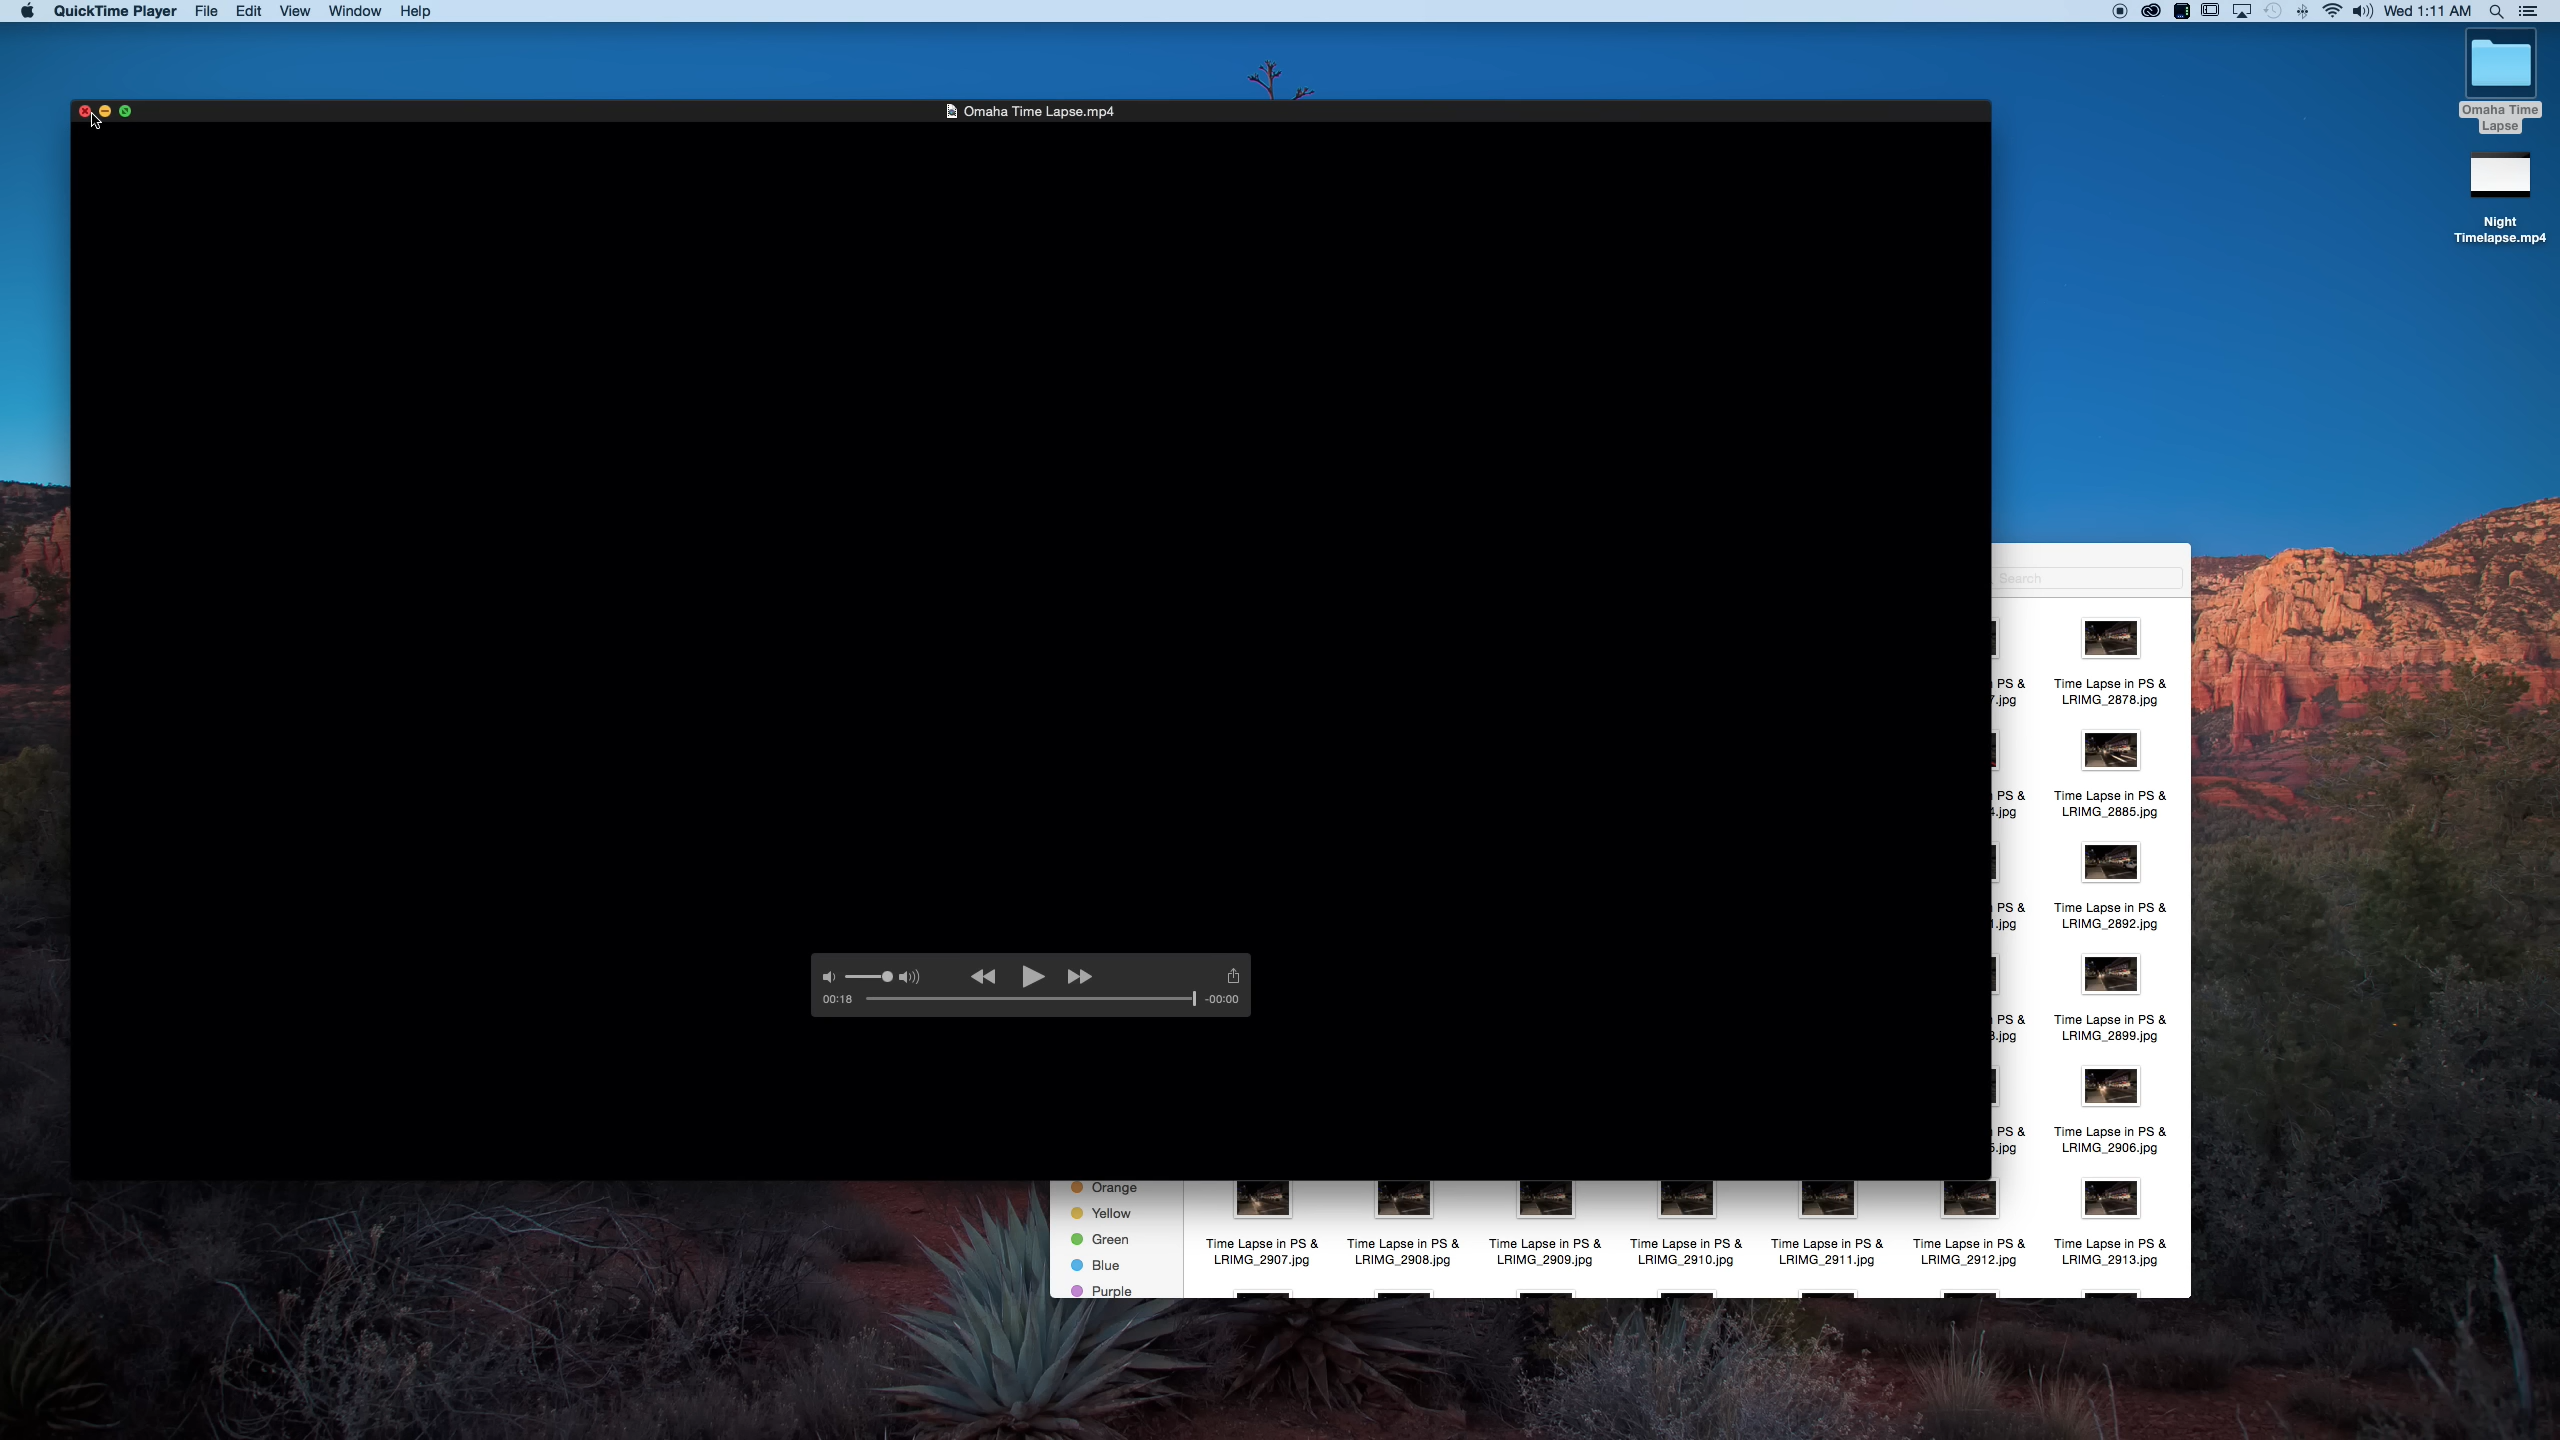 QuickTime Player File Edit View Window Help
Wed 1:11 AM
Omaha Time Lapse.mp4
Omaha Time
Lapse
Night
Timelapse.mp4
00:18
-00:00
Search
PS &
7.jpg
Time Lapse in PS &
LRIMG_2878.jpg
PS &
4.jpg
Time Lapse in PS &
LRIMG_2885.jpg
PS &
1.jpg
Time Lapse in PS &
LRIMG_2892.jpg
PS &
8.jpg
Time Lapse in PS &
LRIMG_2899.jpg
PS &
5.jpg
Time Lapse in PS &
LRIMG_2906.jpg
Orange
Yellow
Green
Blue
Purple
Time Lapse in PS &
LRIMG_2907.jpg
Time Lapse in PS &
LRIMG_2908.jpg
Time Lapse in PS &
LRIMG_2909.jpg
Time Lapse in PS &
LRIMG_2910.jpg
Time Lapse in PS &
LRIMG_2911.jpg
Time Lapse in PS &
LRIMG_2912.jpg
Time Lapse in PS &
LRIMG_2913.jpg